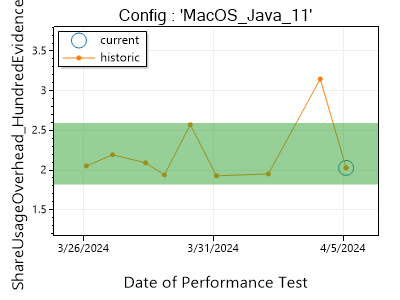 Config : 'MacOS_Java_11'
ShareUsageOverhead_HundredEvidence
current
historic
3.5
3
2.5
2
1.5
3/26/2024
3/31/2024
4/5/2024
Date of Performance Test